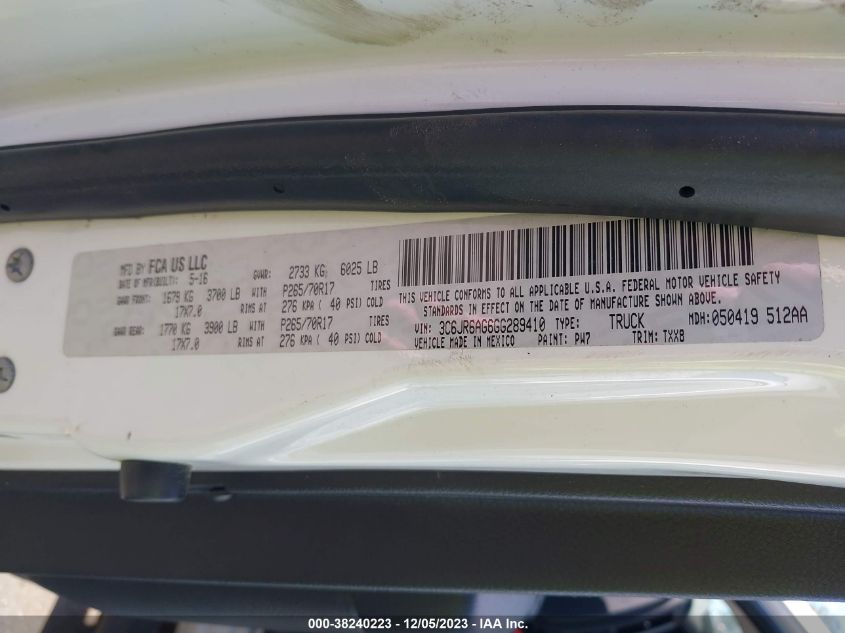 MFD BY FCA US LLC
DATE OF MFR(BUILT): 5-16
GVWR: 2733 KG 6025 LB
GAWR FRONT: 1679 KG 3700 LB WITH P265/70R17 TIRES
17X7.0 RIMS AT 276 KPA ( 40 PSI) COLD
GAWR REAR: 1770 KG 3900 LB WITH P265/70R17 TIRES
17X7.0 RIMS AT 276 KPA ( 40 PSI) COLD
THIS VEHICLE CONFORMS TO ALL APPLICABLE U.S.A. FEDERAL MOTOR VEHICLE SAFETY
STANDARDS IN EFFECT ON THE DATE OF MANUFACTURE SHOWN ABOVE.
VIN: 3C6JR6AG6GG289410 TYPE: TRUCK MDH: 050419 512AA
VEHICLE MADE IN MEXICO PAINT: PW7 TRIM: TXX8
000-38240223 - 12/05/2023 - IAA Inc.